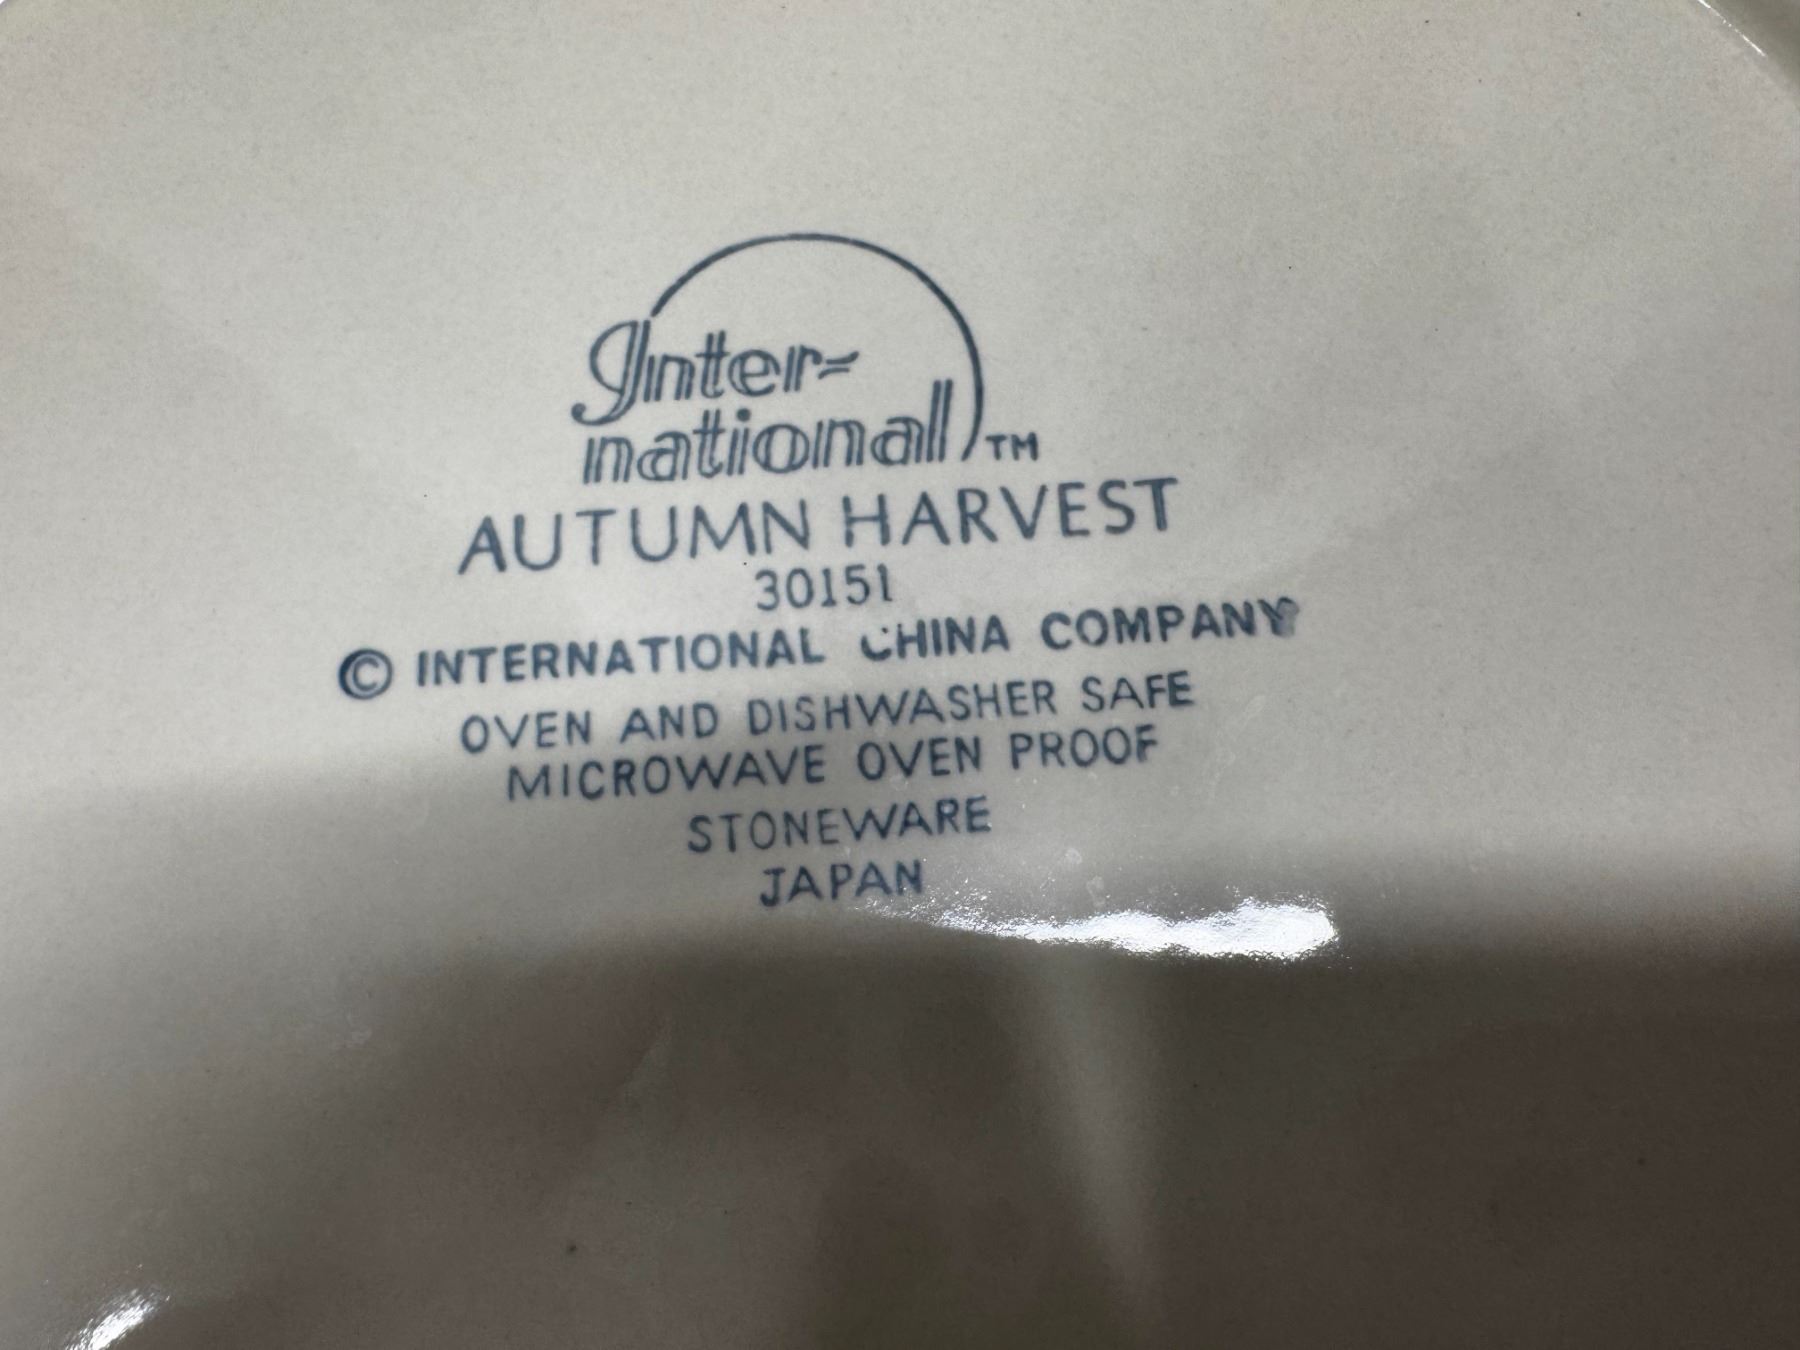 Inter-
national TM
AUTUMN HARVEST
30151
© INTERNATIONAL CHINA COMPANY
OVEN AND DISHWASHER SAFE
MICROWAVE OVEN PROOF
STONEWARE
JAPAN